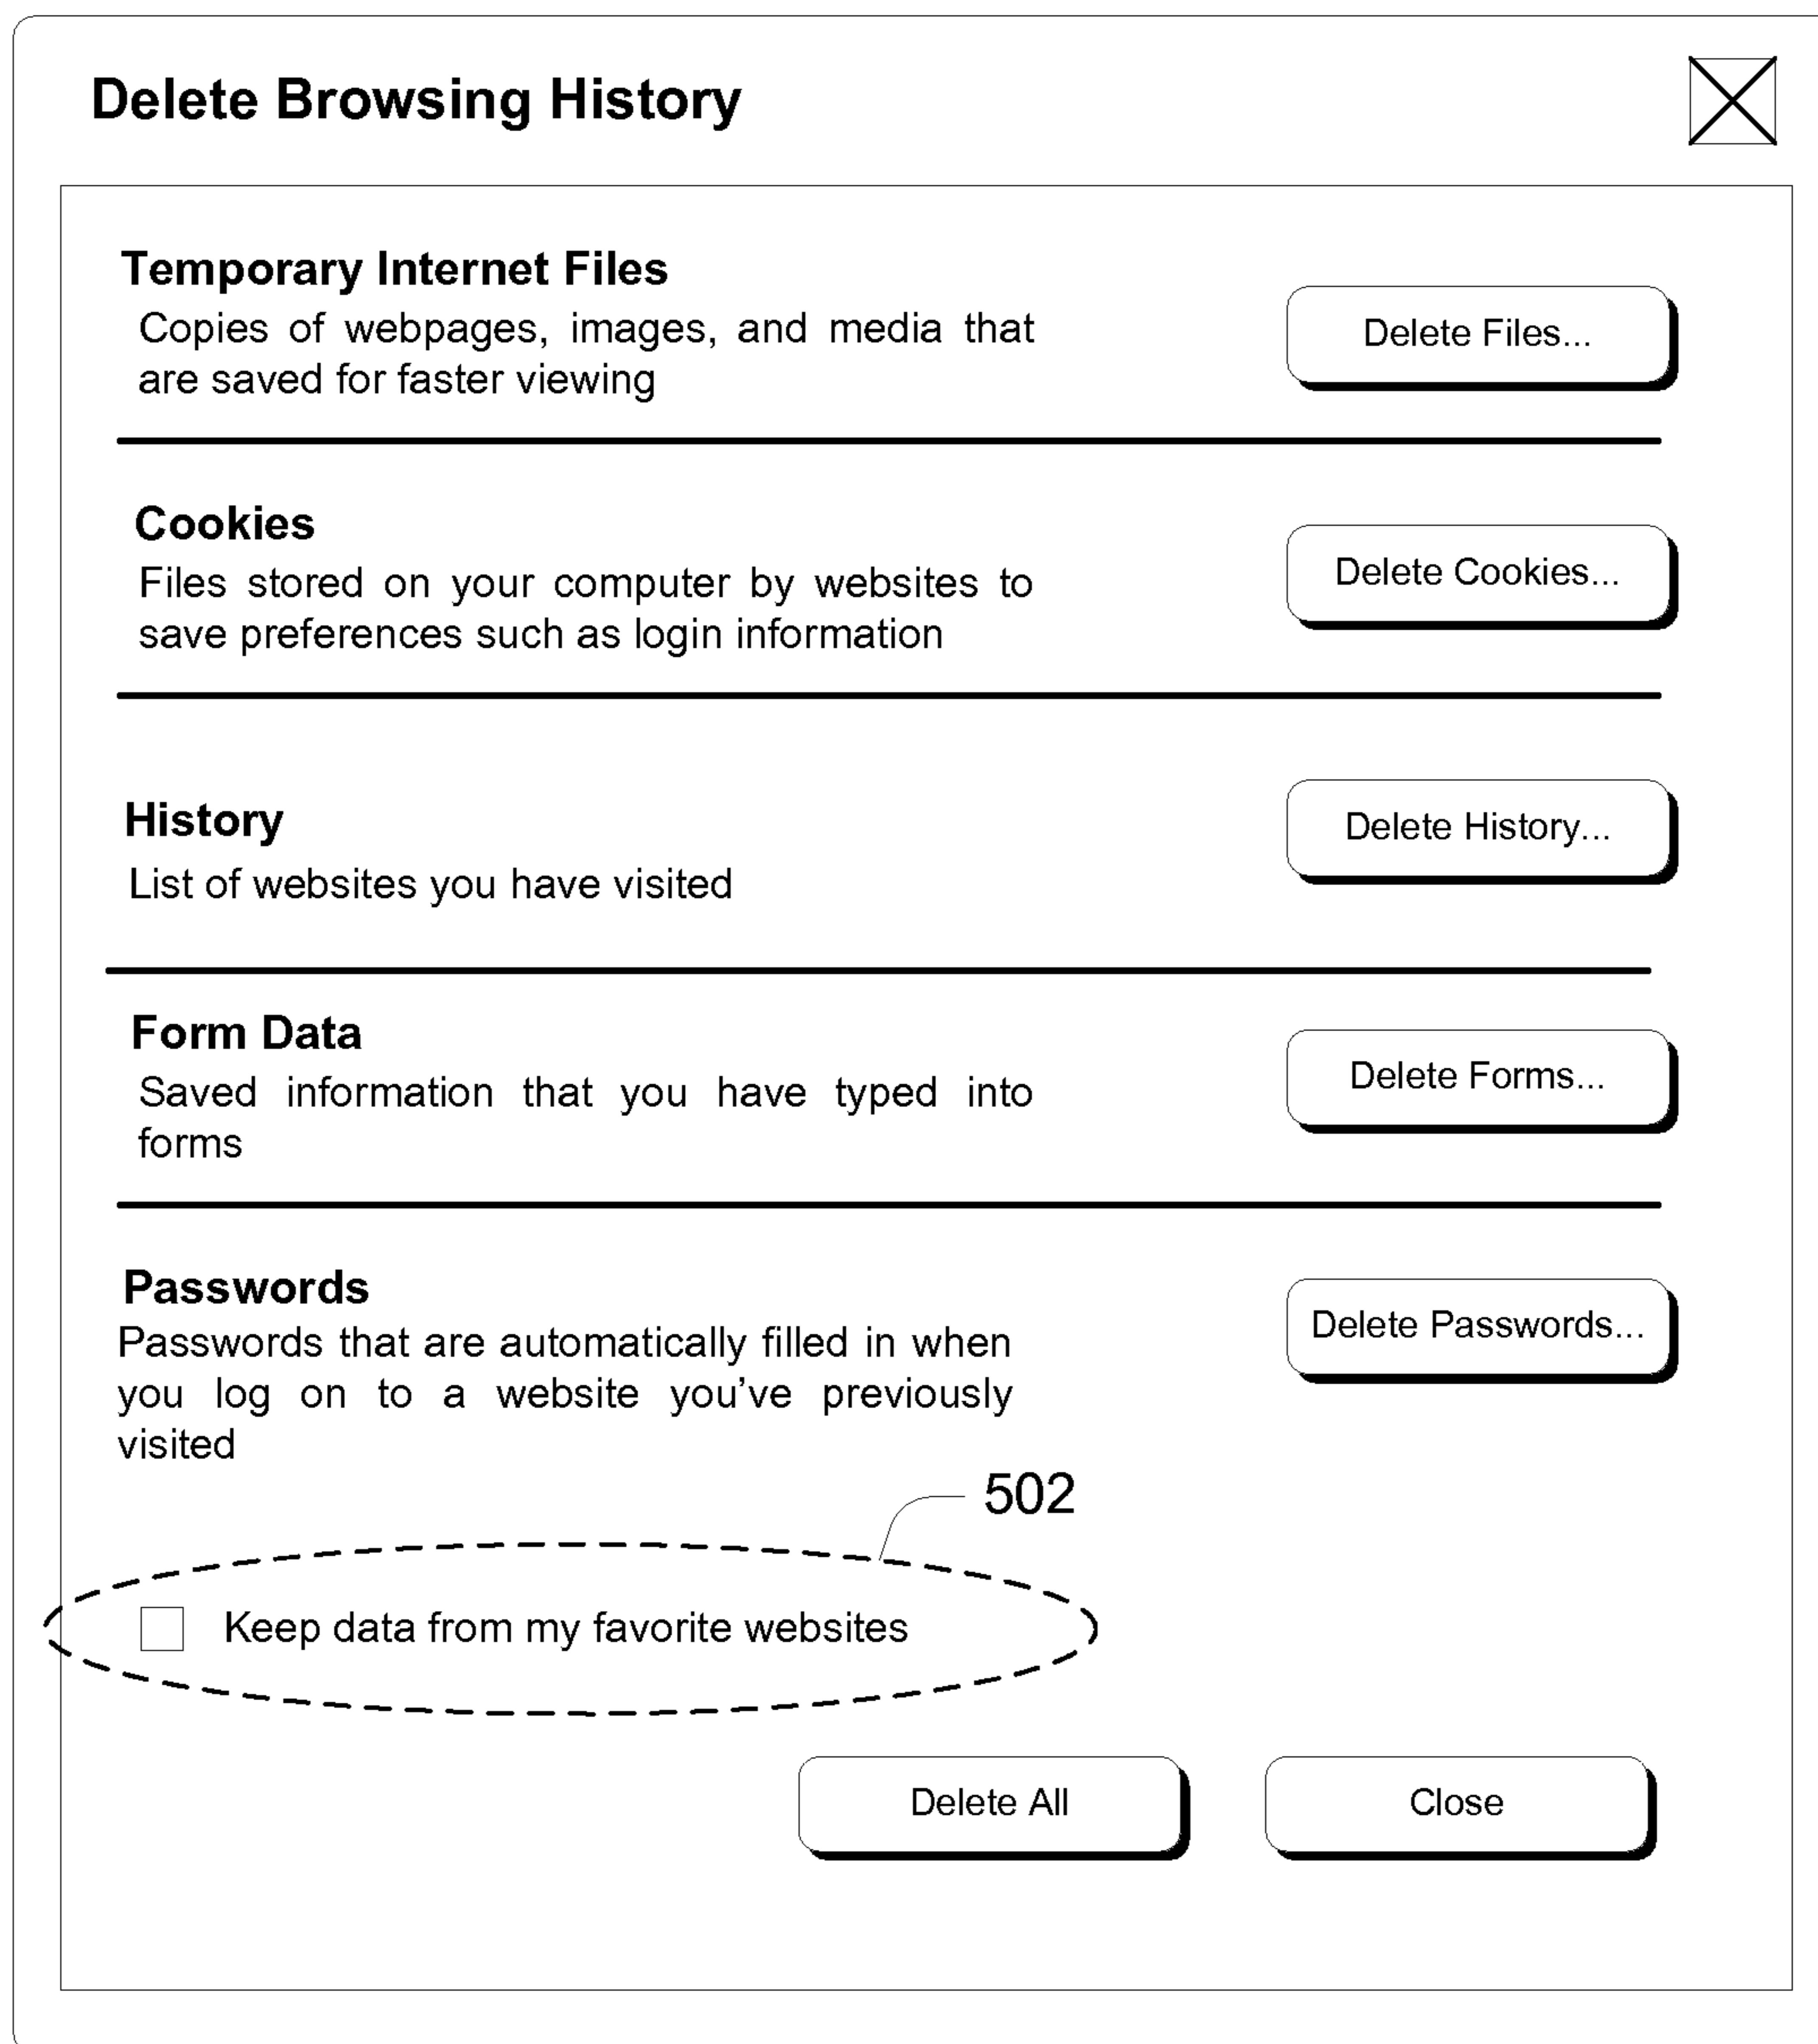 Delete Browsing History
Temporary Internet Files
Copies of webpages, images, and media that
are saved for faster viewing
Delete Files...
Cookies
Files stored on your computer by websites to
save preferences such as login information
Delete Cookies...
History
List of websites you have visited
Delete History...
Form Data
Saved information that you have typed into
forms
Delete Forms...
Passwords
Passwords that are automatically filled in when
you log on to a website you’ve previously
visited
Delete Passwords...
502
Keep data from my favorite websites
Delete All
Close